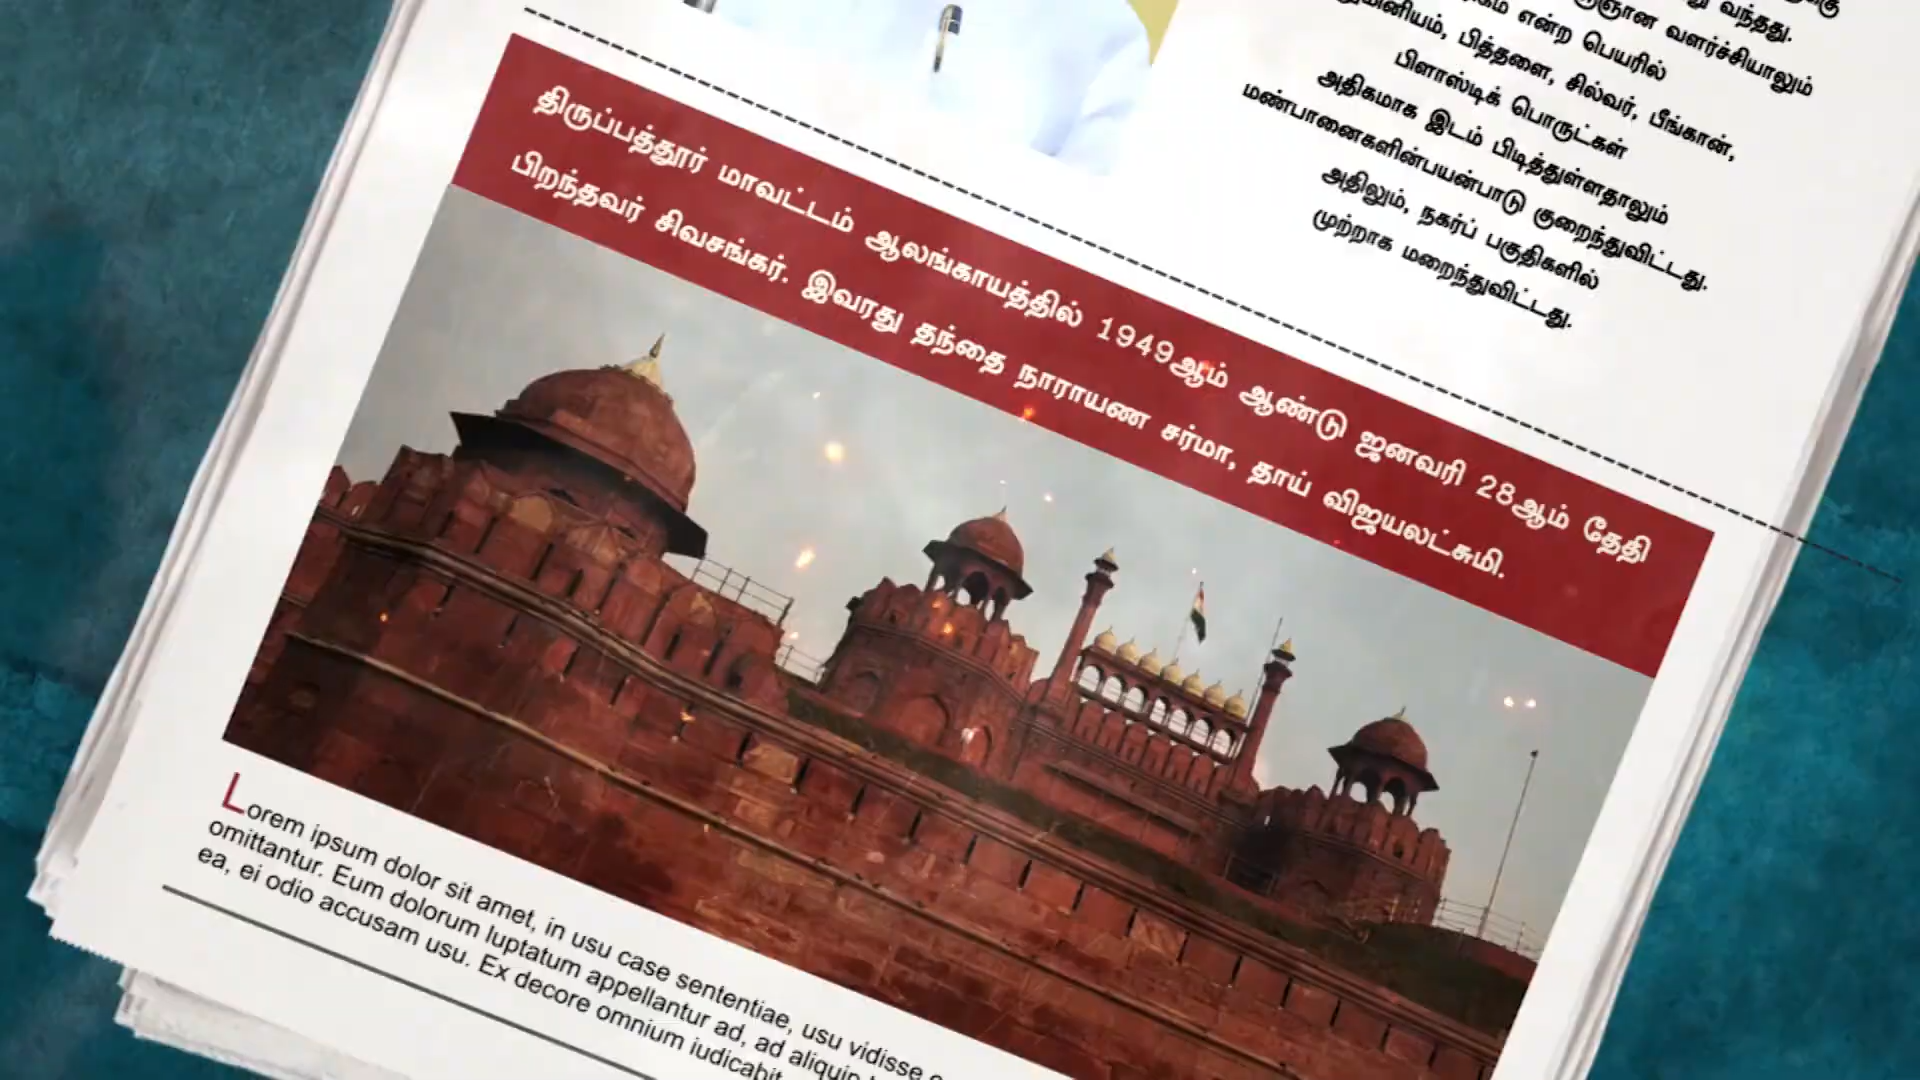 வந்தது.
வளர்ச்சியாலும்
என்ற பெயரில்
பித்தளை, சில்வர், பீங்கான்,
பிளாஸ்டிக் பொருட்கள்
அதிகமாக இடம் பிடித்துள்ளதாலும்
மண்பானைகளின்பயன்பாடு குறைந்துவிட்டது.
அதிலும், நகர்ப் பகுதிகளில்
முற்றாக மறைந்துவிட்டது.
திருப்பத்தூர் மாவட்டம் ஆலங்காயத்தில் 1949ஆம் ஆண்டு ஜனவரி 28ஆம் தேதி
பிறந்தவர் சிவசங்கர். இவரது தந்தை நாராயண சர்மா, தாய் விஜயலட்சுமி.
Lorem ipsum dolor sit amet, in usu case sententiae, usu vidisse
omittantur. Eum dolorum luptatum appellantur ad, ad aliquip
ea, ei odio accusam usu. Ex decore omnium iudicabit